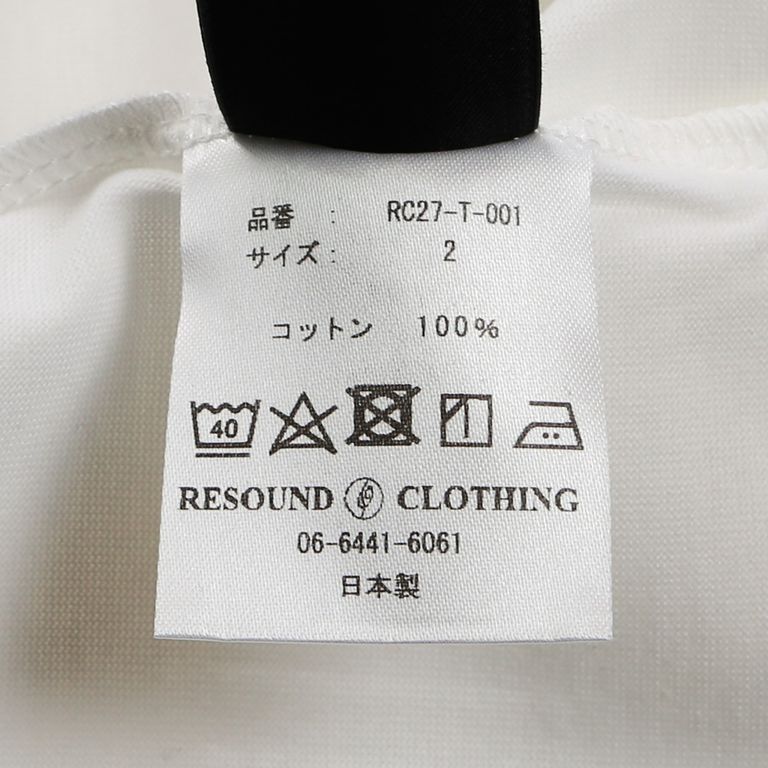 品番 : RC27-T-001
サイズ: 2
コットン 100%
40
RESOUND CLOTHING
06-6441-6061
日本製